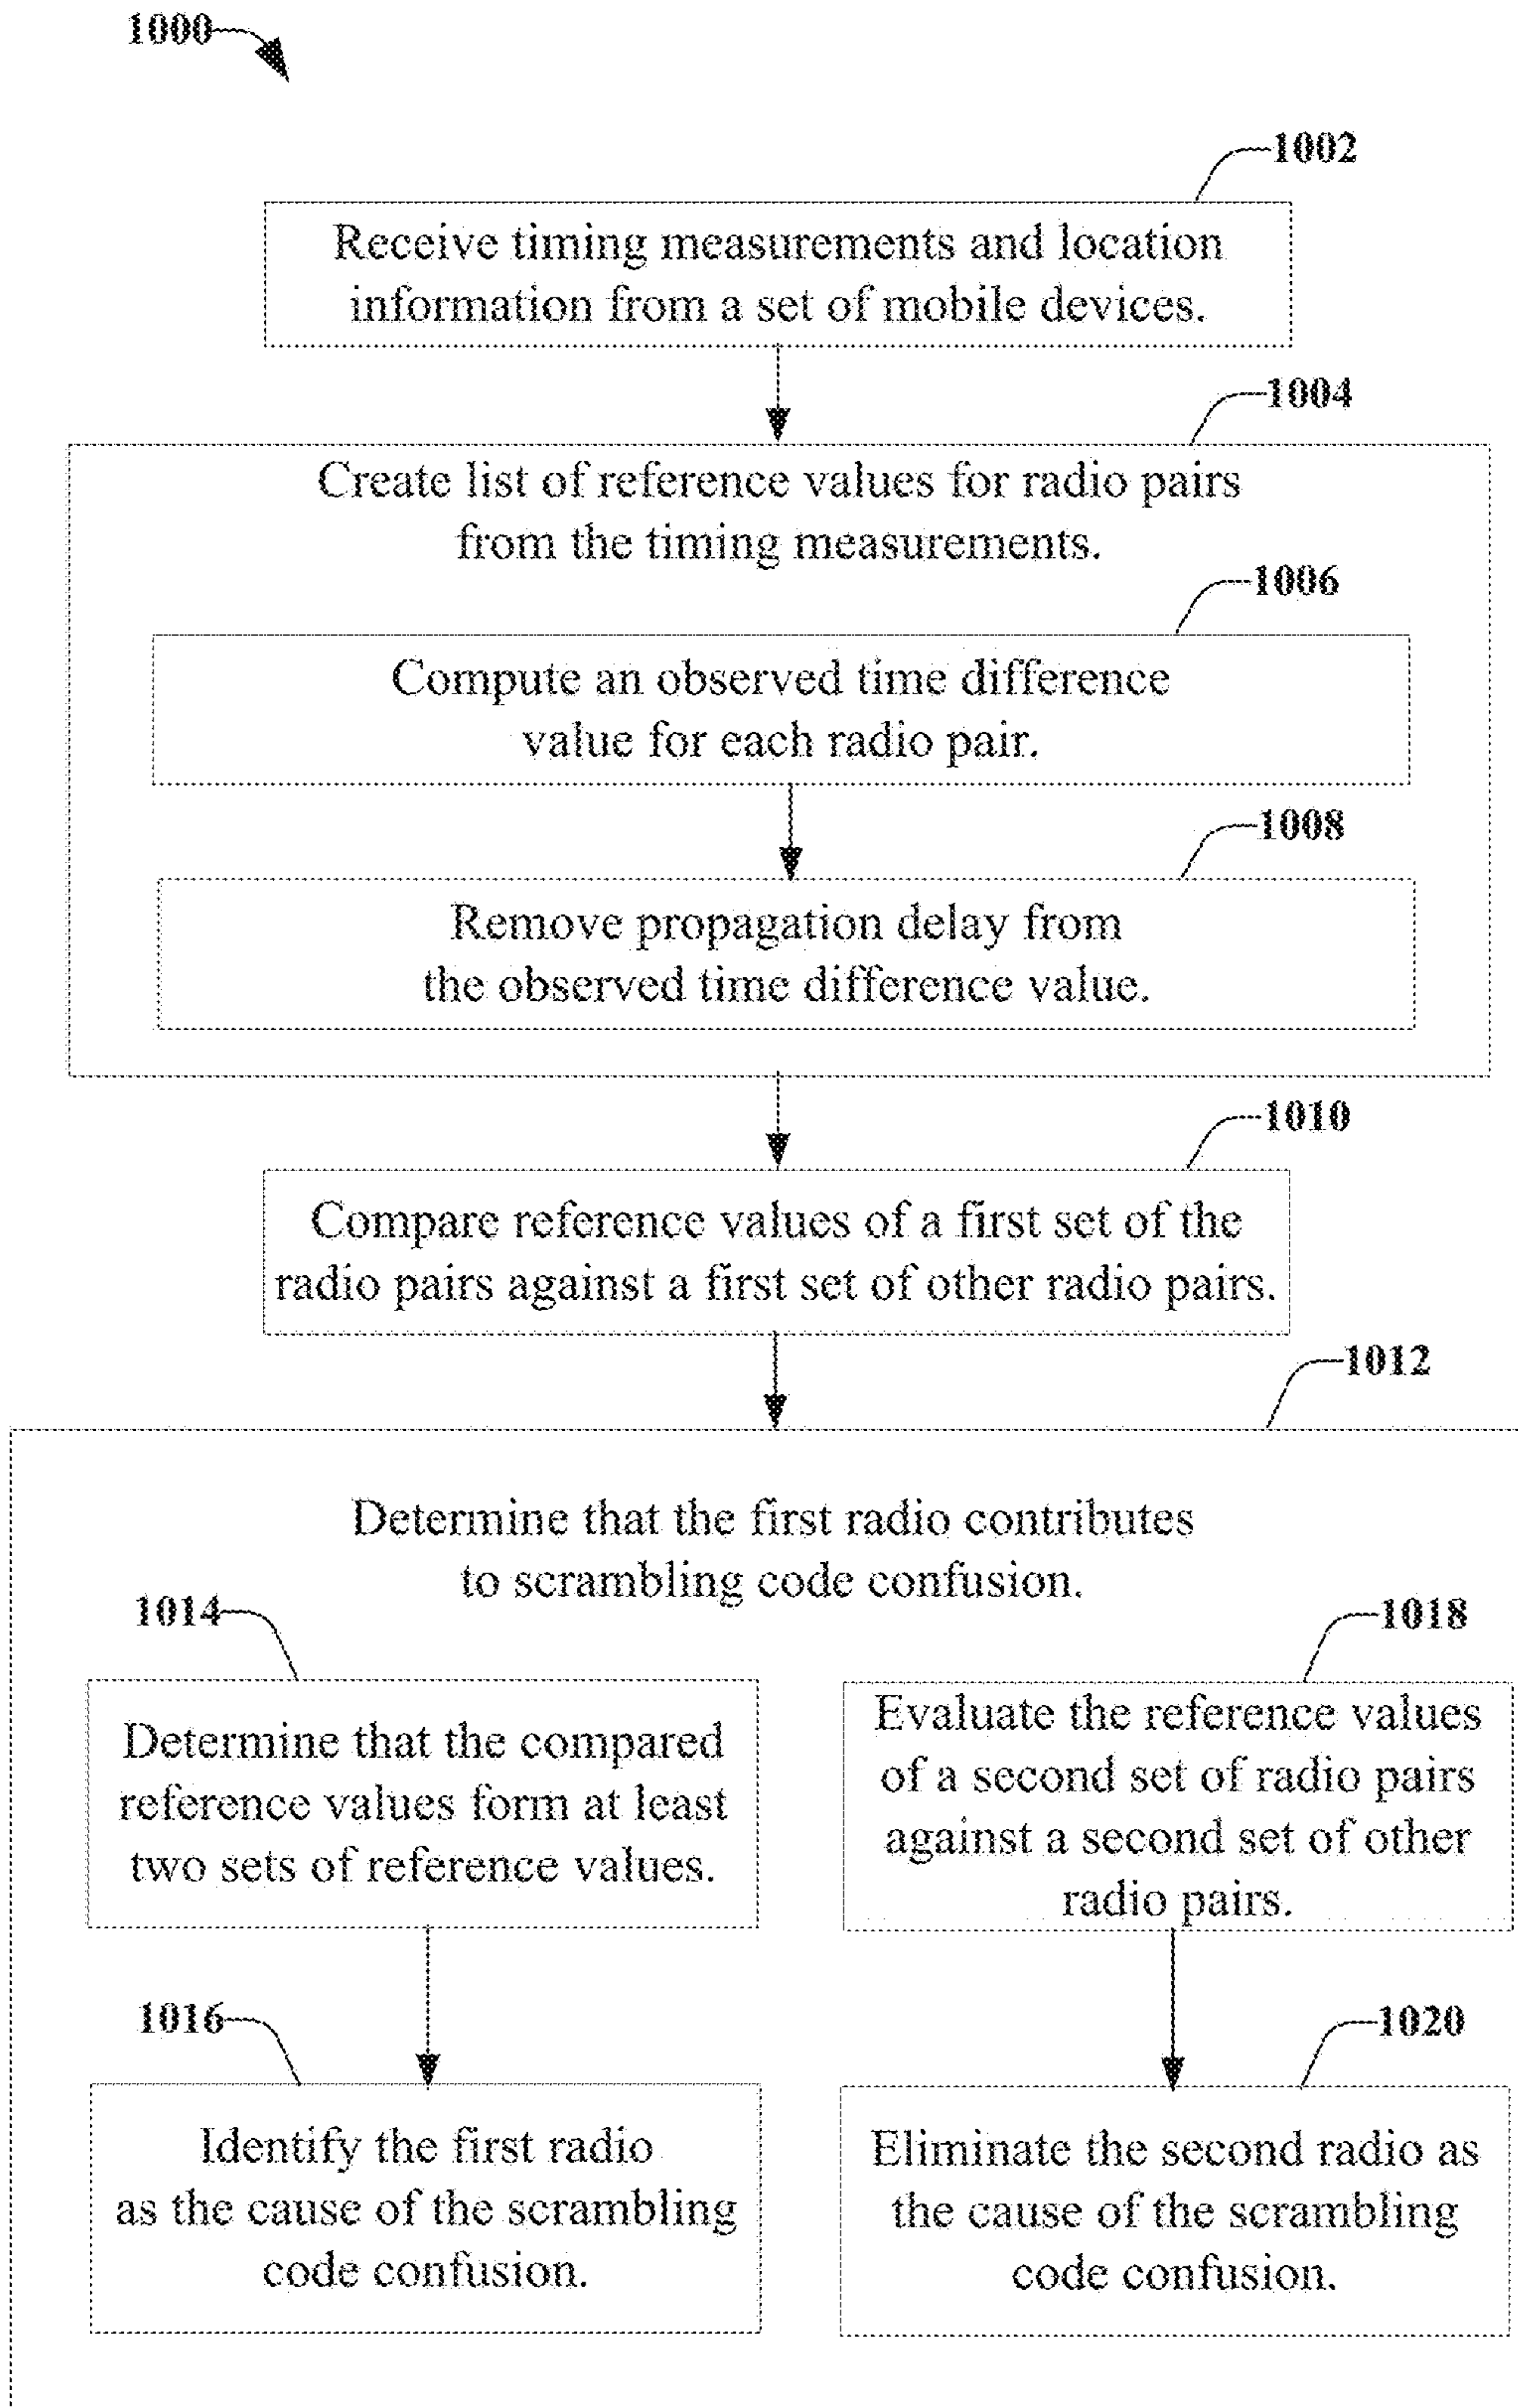 1000
1002
Receive timing measurements and location
information from a set of mobile devices.
1004
Create list of reference values for radio pairs
from the timing measurements.
1006
Compute an observed time difference
value for each radio pair.
1008
Remove propagation delay from
the observed time difference value.
1010
Compare reference values of a first set of the
radio pairs against a first set of other radio pairs.
1012
Determine that the first radio contributes
to scrambling code confusion.
1014
Determine that the compared
reference values form at least
two sets of reference values.
1016
Identify the first radio
as the cause of the scrambling
code confusion.
1018
Evaluate the reference values
of a second set of radio pairs
against a second set of other
radio pairs.
1020
Eliminate the second radio as
the cause of the scrambling
code confusion.